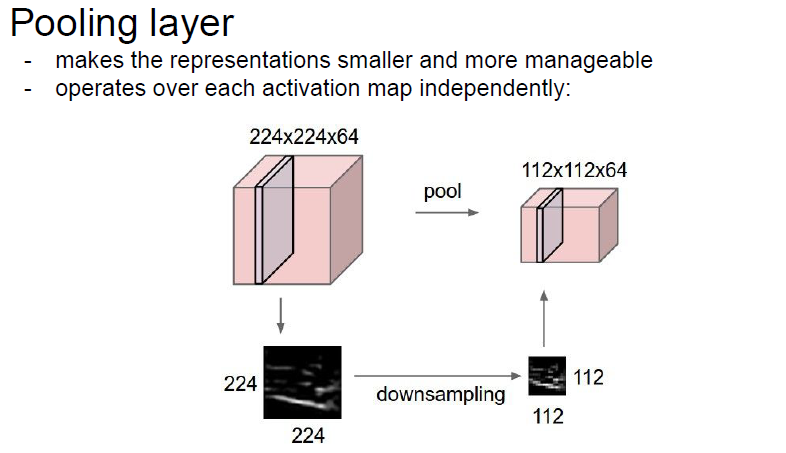 Pooling layer
- makes the representations smaller and more manageable
- operates over each activation map independently:
224x224x64
112x112x64
pool
224
downsampling
112
112
224